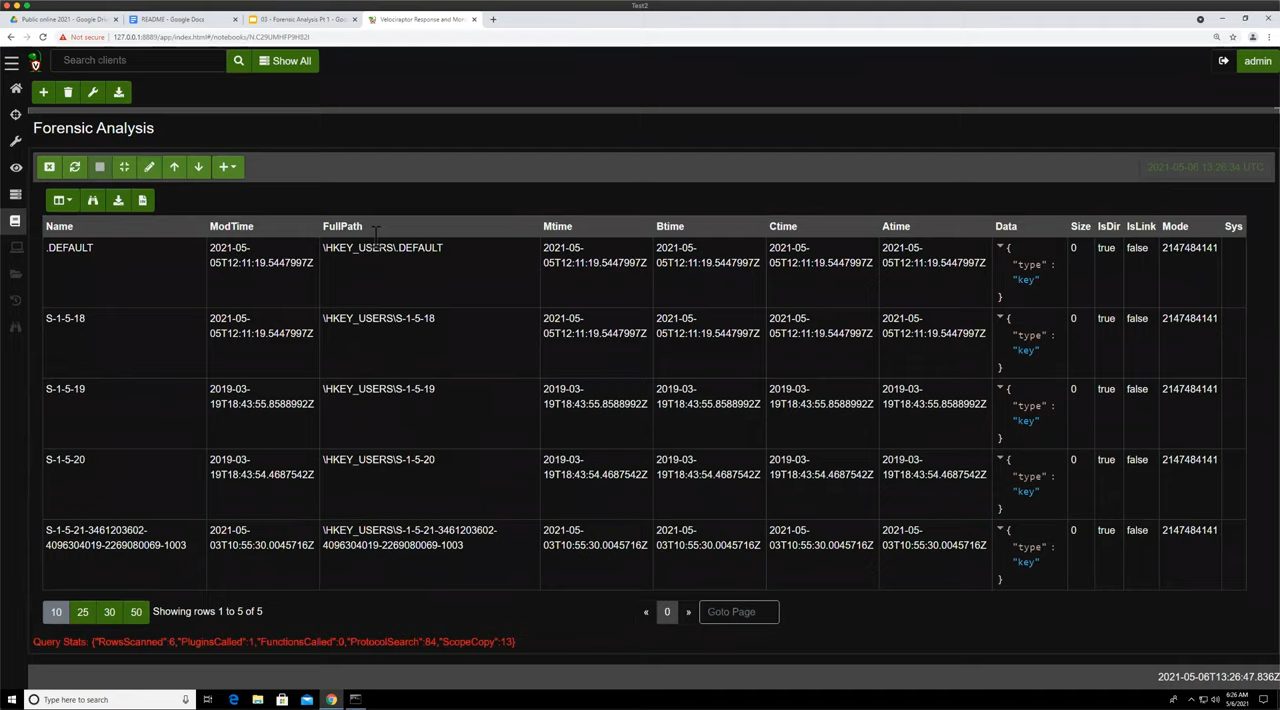 Test2
Public online 2021 - Google Driv
README - Google Docs
03 - Forensic Analysis Pt 1 - Goo
Velociraptor Response and Mon
Not secure | 127.0.0.1:8889/app/index.html#/notebooks/N.C29UMHFP9H82I
Search clients
Show All
admin
Forensic Analysis
2021-05-06 13:26:34 UTC
Name ModTime FullPath Mtime Btime Ctime Atime Data Size IsDir IsLink Mode Sys
.DEFAULT 2021-05- \HKEY_USERS\.DEFAULT 2021-05- 2021-05- 2021-05- 2021-05- { 0 true false 2147484141
05T12:11:19.5447997Z 05T12:11:19.5447997Z 05T12:11:19.5447997Z 05T12:11:19.5447997Z 05T12:11:19.5447997Z "type" :
"key"
}
S-1-5-18 2021-05- \HKEY_USERS\S-1-5-18 2021-05- 2021-05- 2021-05- 2021-05- { 0 true false 2147484141
05T12:11:19.5447997Z 05T12:11:19.5447997Z 05T12:11:19.5447997Z 05T12:11:19.5447997Z 05T12:11:19.5447997Z "type" :
"key"
}
S-1-5-19 2019-03- \HKEY_USERS\S-1-5-19 2019-03- 2019-03- 2019-03- 2019-03- { 0 true false 2147484141
19T18:43:55.8588992Z 19T18:43:55.8588992Z 19T18:43:55.8588992Z 19T18:43:55.8588992Z 19T18:43:55.8588992Z "type" :
"key"
}
S-1-5-20 2019-03- \HKEY_USERS\S-1-5-20 2019-03- 2019-03- 2019-03- 2019-03- { 0 true false 2147484141
19T18:43:54.4687542Z 19T18:43:54.4687542Z 19T18:43:54.4687542Z 19T18:43:54.4687542Z 19T18:43:54.4687542Z "type" :
"key"
}
S-1-5-21-3461203602- 2021-05- \HKEY_USERS\S-1-5-21-3461203602- 2021-05- 2021-05- 2021-05- 2021-05- { 0 true false 2147484141
4096304019-2269080069-1003 03T10:55:30.0045716Z 4096304019-2269080069-1003 03T10:55:30.0045716Z 03T10:55:30.0045716Z 03T10:55:30.0045716Z 03T10:55:30.0045716Z "type" :
"key"
}
10 25 30 50 Showing rows 1 to 5 of 5 « 0 » Goto Page
Query Stats: {"RowsScanned":6,"PluginsCalled":1,"FunctionsCalled":0,"ProtocolSearch":84,"ScopeCopy":13}
2021-05-06T13:26:47.836Z
Type here to search
6:26 AM
5/6/2021